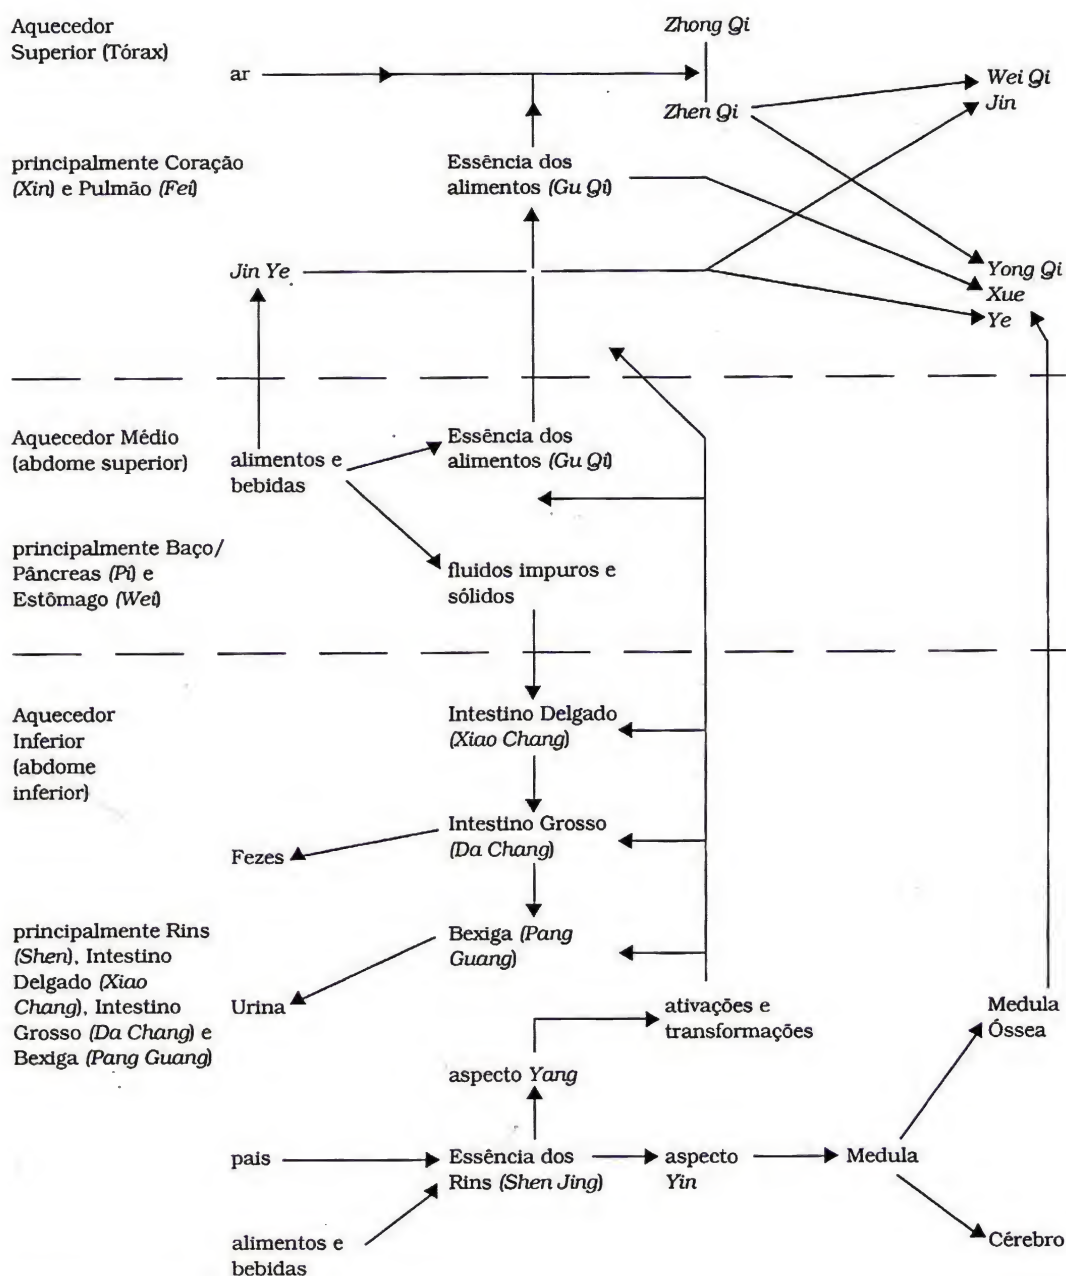 Aquecedor
Superior (Tórax)
Zhong Qi
ar
Wei Qi
Jin
Zhen Qi
principalmente Coração
(Xin) e Pulmão (Fei)
Essência dos
alimentos (Gu Qi)
Jin Ye
Yong Qi
Xue
Ye
Aquecedor Médio
(abdome superior)
alimentos e
bebidas
Essência dos
alimentos (Gu Qi)
principalmente Baço/
Pâncreas (Pi) e
Estômago (Wei)
fluidos impuros e
sólidos
Aquecedor
Inferior
(abdome
inferior)
Intestino Delgado
(Xiao Chang)
Intestino Grosso
(Da Chang)
Fezes
principalmente Rins
(Shen), Intestino
Delgado (Xiao
Chang), Intestino
Grosso (Da Chang) e
Bexiga (Pang Guang)
Bexiga (Pang
Guang)
Urina
ativações e
transformações
Medula
Óssea
aspecto Yang
pais
Essência dos
Rins (Shen Jing)
aspecto
Yin
Medula
alimentos e
bebidas
Cérebro